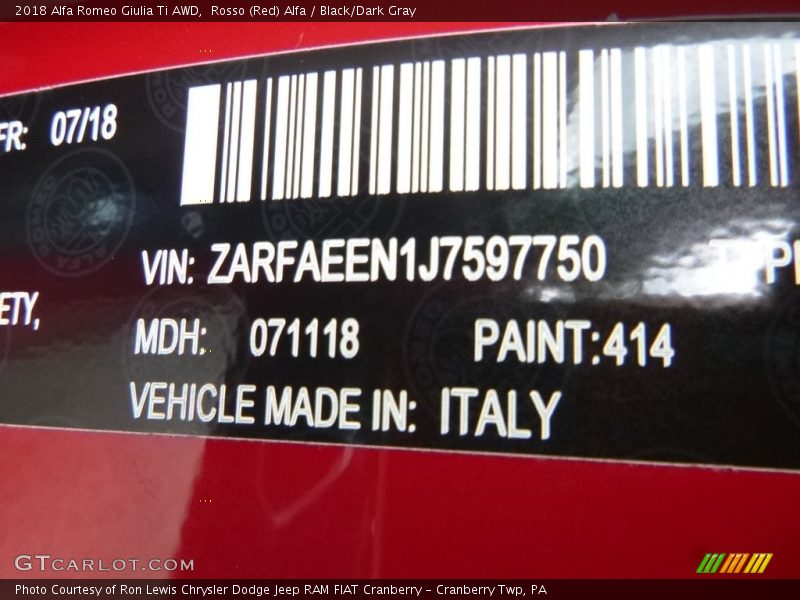 2018 Alfa Romeo Giulia Ti AWD,  Rosso (Red) Alfa / Black/Dark Gray
FR: 07/18
VIN: ZARFAEEN1J7597750
ETY,
MDH: 071118 PAINT:414
VEHICLE MADE IN: ITALY
GTCARLOT.COM
Photo Courtesy of Ron Lewis Chrysler Dodge Jeep RAM FIAT Cranberry - Cranberry Twp, PA